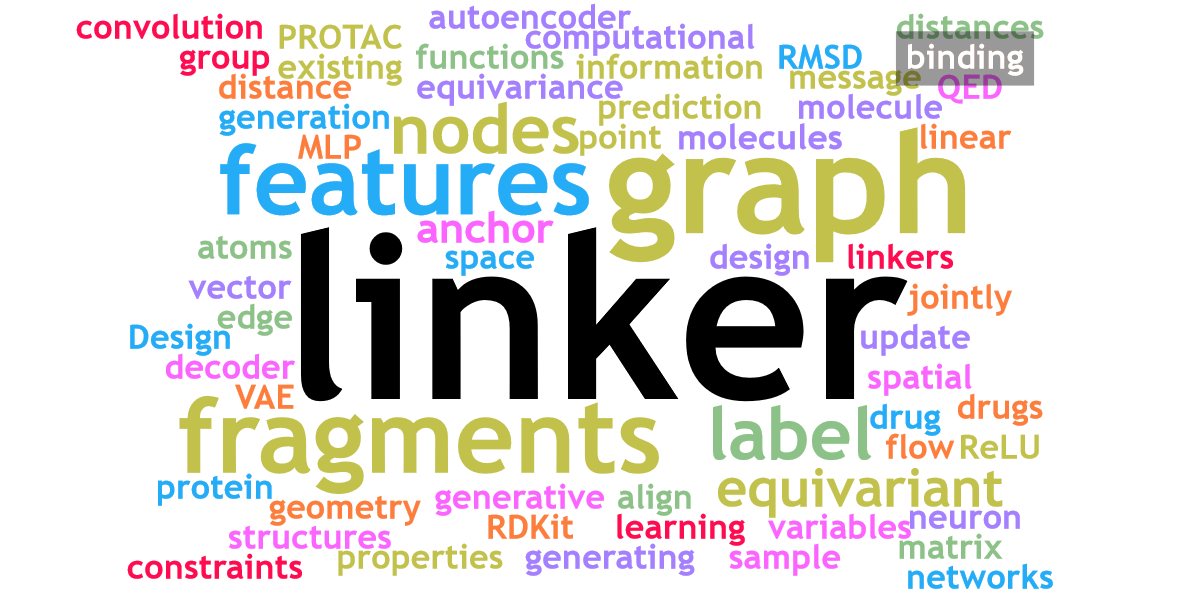 autoencoder
convolution
PROTAC
computational
distances
group
existing
functions
information
RMSD
binding
distance
equivariance
message
QED
generation
nodes
prediction
molecule
MLP
point
molecules
linear
features
graph
anchor
atoms
space
design
linkers
vector
linker
jointly
edge
Design
update
decoder
spatial
VAE
fragments
label
drug
drugs
flow
ReLU
protein
geometry
generative
align
equivariant
structures
RDKit
learning
variables
neuron
constraints
properties
generating
sample
matrix
networks